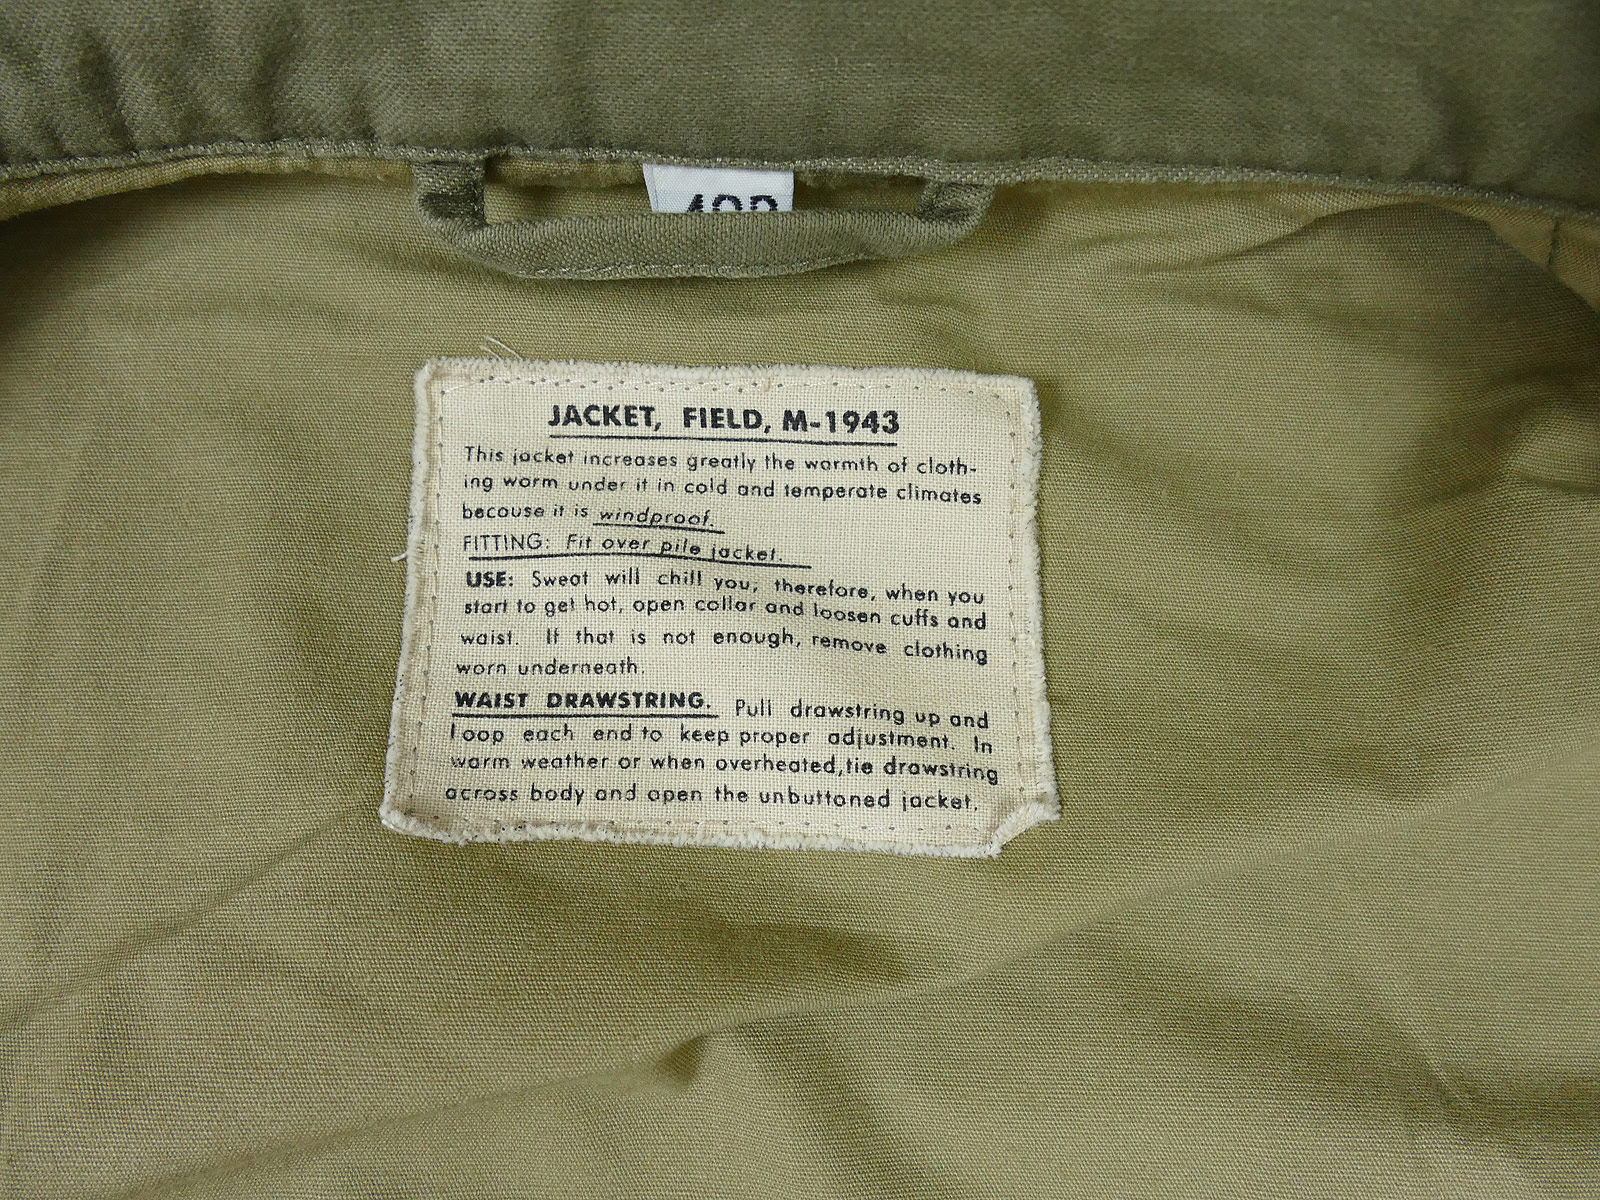 JACKET, FIELD, M-1943
This jacket increases greatly the warmth of cloth-
ing worm under it in cold and temperate climates
becouse it is windproof.
FITTING: Fit over pile jacket.
USE: Sweat will chill you, therefore, when you
start to get hot, open collar and loosen cuffs and
waist. If that is not enough, remove clothing
worn underneath.
WAIST DRAWSTRING. Pull drawstring up and
loop each end to keep proper adjustment. In
warm weather or when overheated,tie drawstring
across body and open the unbuttoned jacket.